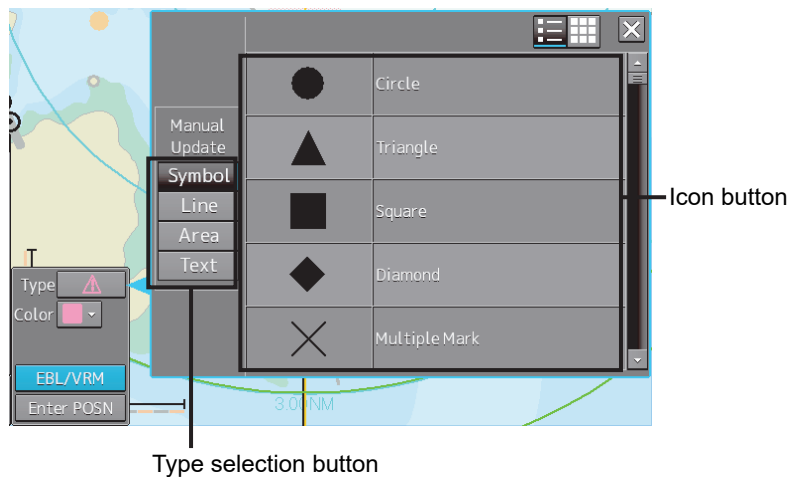 Circle
Manual
Update
Triangle
Symbol
Line
Square
Icon button
Area
Text
Diamond
Type
Color
Multiple Mark
EBL/VRM
Enter POSN
3.00NM
Type selection button